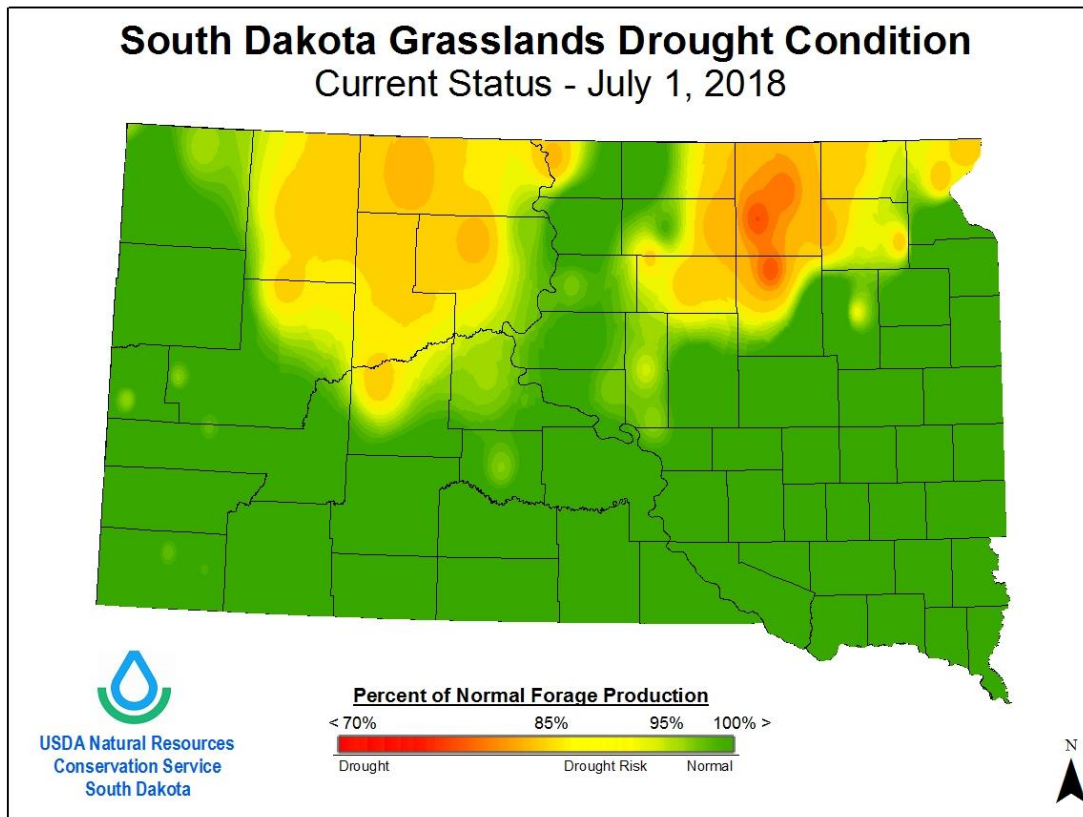 South Dakota Grasslands Drought Condition
Current Status - July 1, 2018
Percent of Normal Forage Production
< 70% 85% 95% 100% >
Drought Drought Risk Normal
USDA Natural Resources
Conservation Service
South Dakota
N